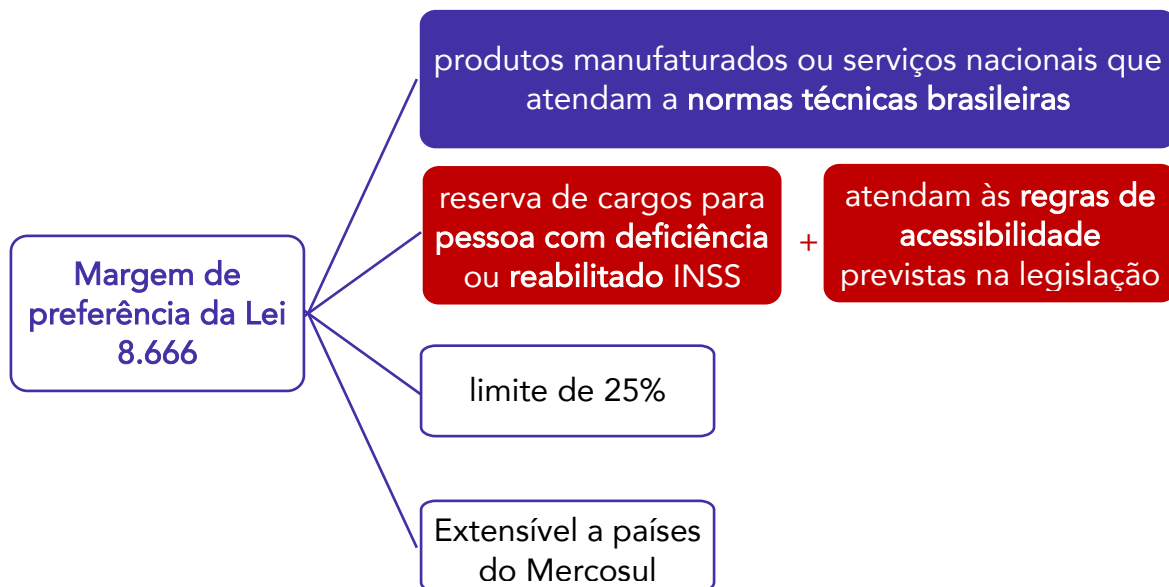 produtos manufaturados ou serviços nacionais que
atendam a normas técnicas brasileiras
reserva de cargos para
pessoa com deficiência
ou reabilitado INSS
+
atendam às regras de
acessibilidade
previstas na legislação
Margem de
preferência da Lei
8.666
limite de 25%
Extensível a países
do Mercosul